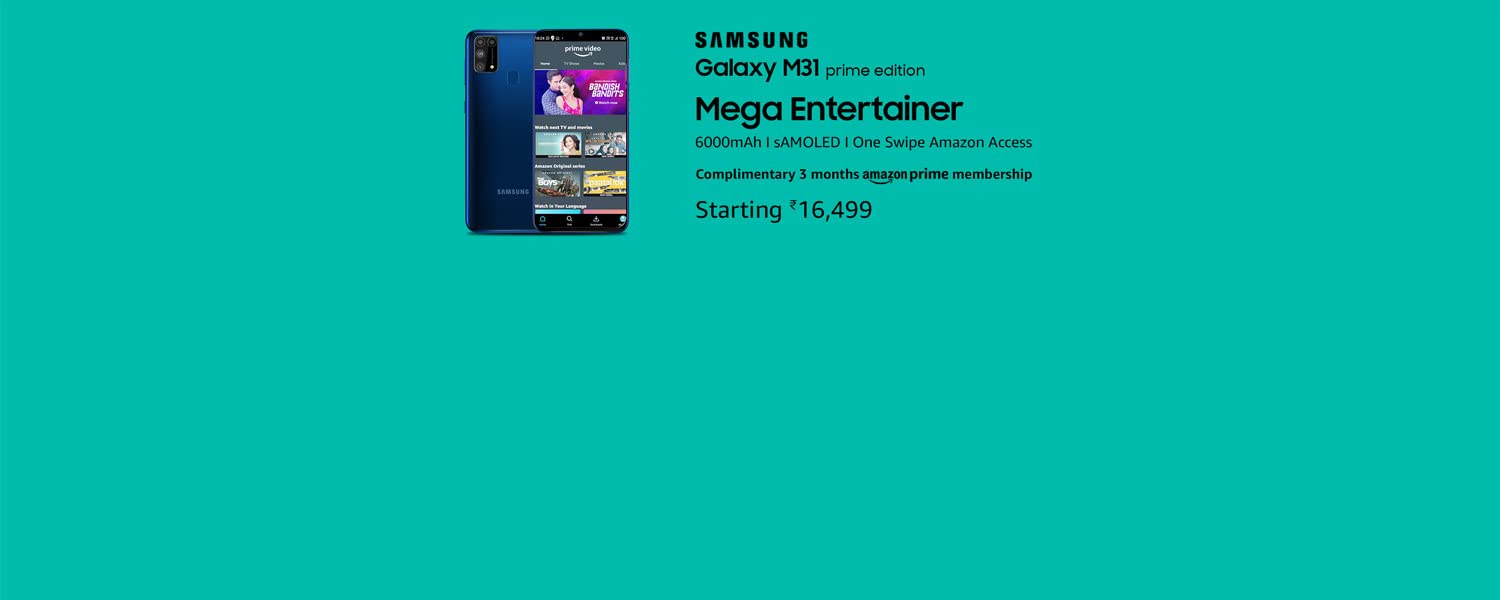 SAMSUNG
Galaxy M31 prime edition
Mega Entertainer
6000mAh I sAMOLED I One Swipe Amazon Access
Complimentary 3 months amazon prime membership
Starting ₹16,499
SAMSUNG
prime video
Home TV Shows Movies Kids
BANDISH
BANDITS
Watch now
Watch next TV and movies
Amazon Original series
THE BOYS
Watch in Your Language